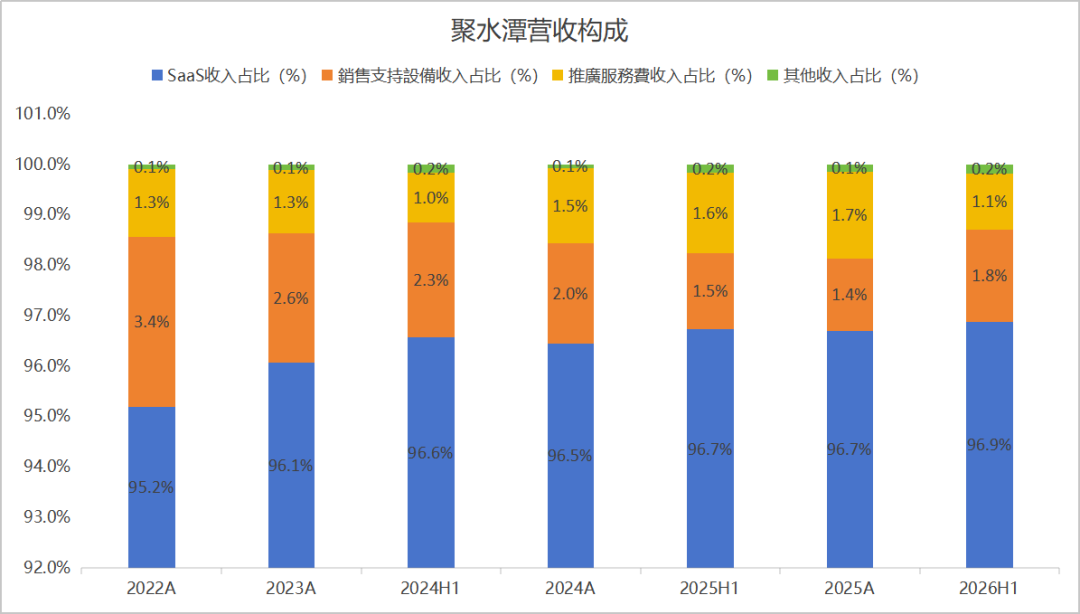 聚水潭营收构成
SaaS收入占比（%） 銷售支持設備收入占比（%） 推廣服務費收入占比（%） 其他收入占比（%）
101.0%
100.0%
99.0%
98.0%
97.0%
96.0%
95.0%
94.0%
93.0%
92.0%
0.1% 0.1% 0.2% 0.1% 0.2% 0.1% 0.2%
1.3% 1.3% 1.0% 1.5% 1.6% 1.7% 1.1%
3.4% 2.6% 2.3% 2.0% 1.5% 1.4% 1.8%
95.2% 96.1% 96.6% 96.5% 96.7% 96.7% 96.9%
2022A 2023A 2024H1 2024A 2025H1 2025A 2026H1